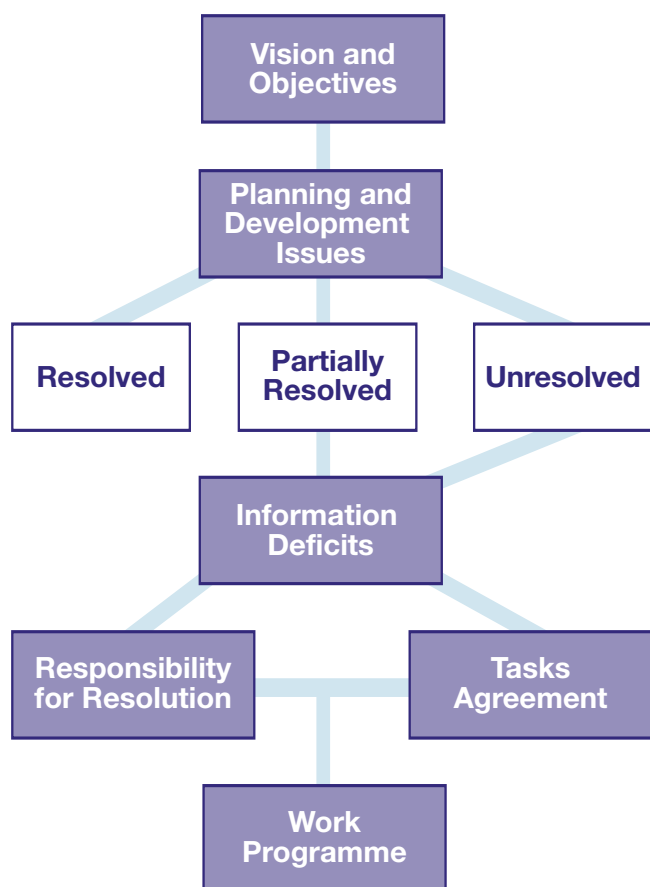 Vision and
Objectives
Planning and
Development
Issues
Resolved
Partially
Resolved
Unresolved
Information
Deficits
Responsibility
for Resolution
Tasks
Agreement
Work
Programme